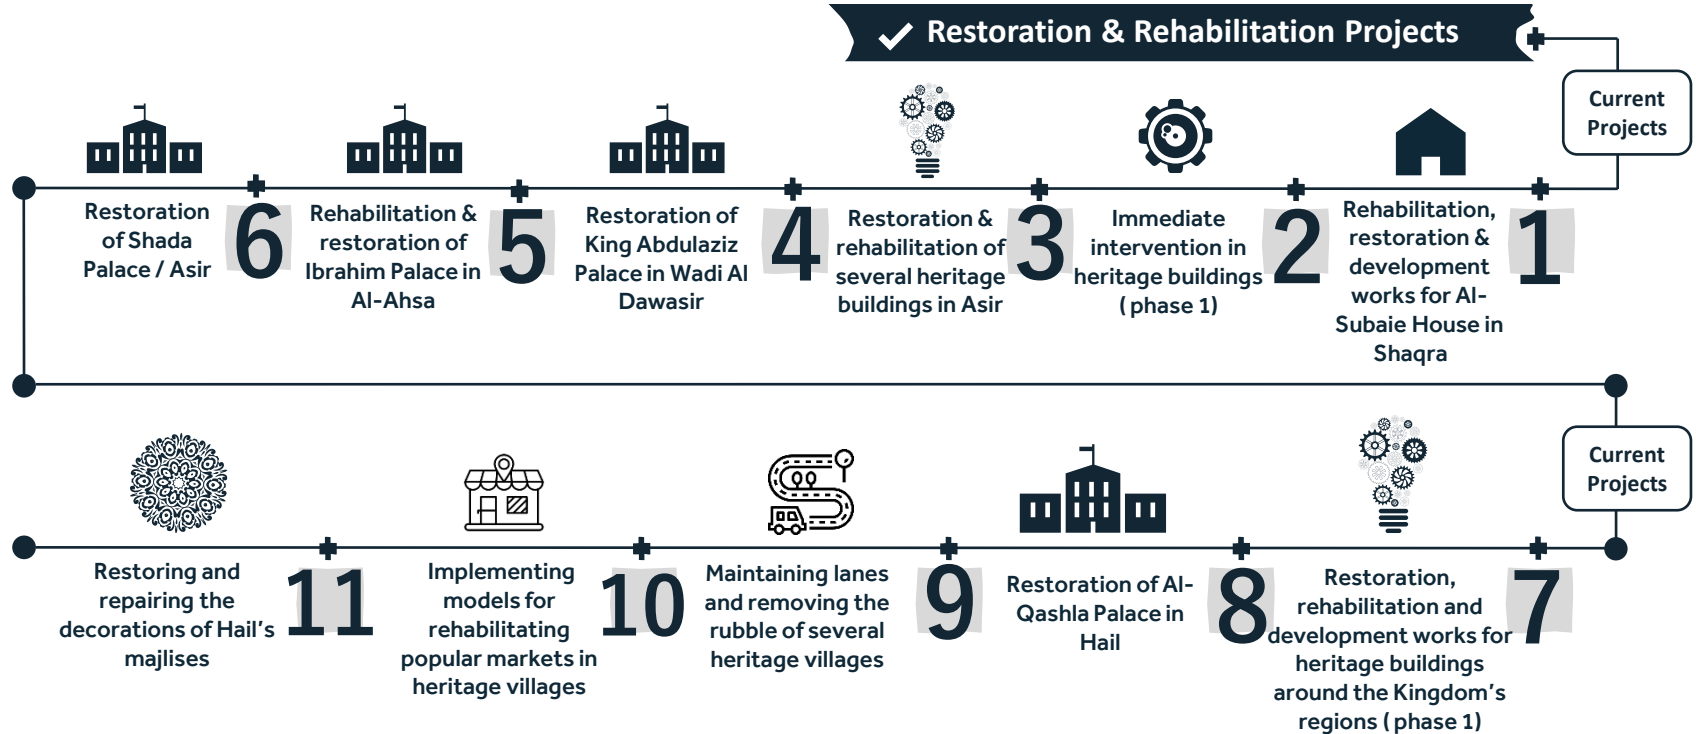 Restoration & Rehabilitation Projects
Current
Projects
1
Rehabilitation,
restoration &
development
works for Al-
Subaie House in
Shaqra
2
Immediate
intervention in
heritage buildings
( phase 1)
3
Restoration &
rehabilitation of
several heritage
buildings in Asir
4
Restoration of
King Abdulaziz
Palace in Wadi Al
Dawasir
5
Rehabilitation &
restoration of
Ibrahim Palace in
Al-Ahsa
6
Restoration
of Shada
Palace / Asir
Current
Projects
7
Restoration,
rehabilitation and
development works for
heritage buildings
around the Kingdom's
regions ( phase 1)
8
Restoration of Al-
Qashla Palace in
Hail
9
Maintaining lanes
and removing the
rubble of several
heritage villages
10
Implementing
models for
rehabilitating
popular markets in
heritage villages
11
Restoring and
repairing the
decorations of Hail's
majlises